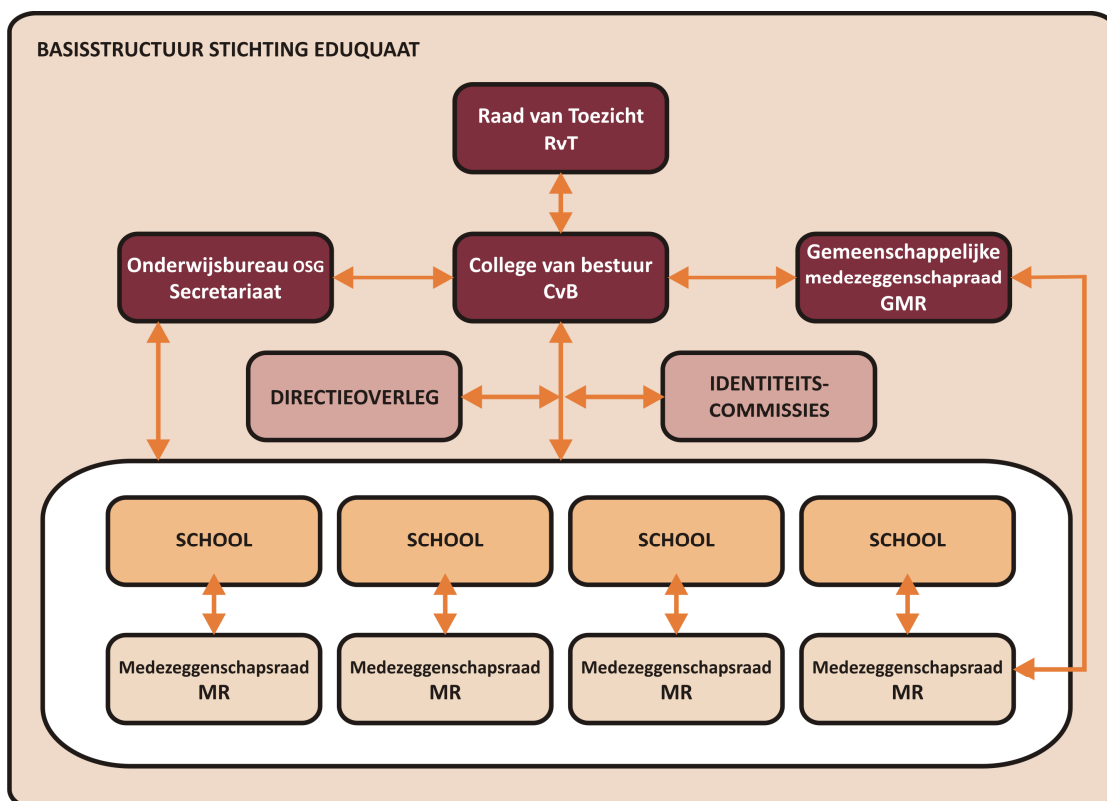 BASISSTRUCTUUR STICHTING EDUQUAAT
Raad van Toezicht
RvT
Onderwijsbureau OSG
Secretariaat
College van bestuur
CvB
Gemeenschappelijke
medezeggenschapraad
GMR
DIRECTIEOVERLEG
IDENTITEITS-
COMMISSIES
SCHOOL
SCHOOL
SCHOOL
SCHOOL
Medezeggenschapsraad
MR
Medezeggenschapsraad
MR
Medezeggenschapsraad
MR
Medezeggenschapsraad
MR